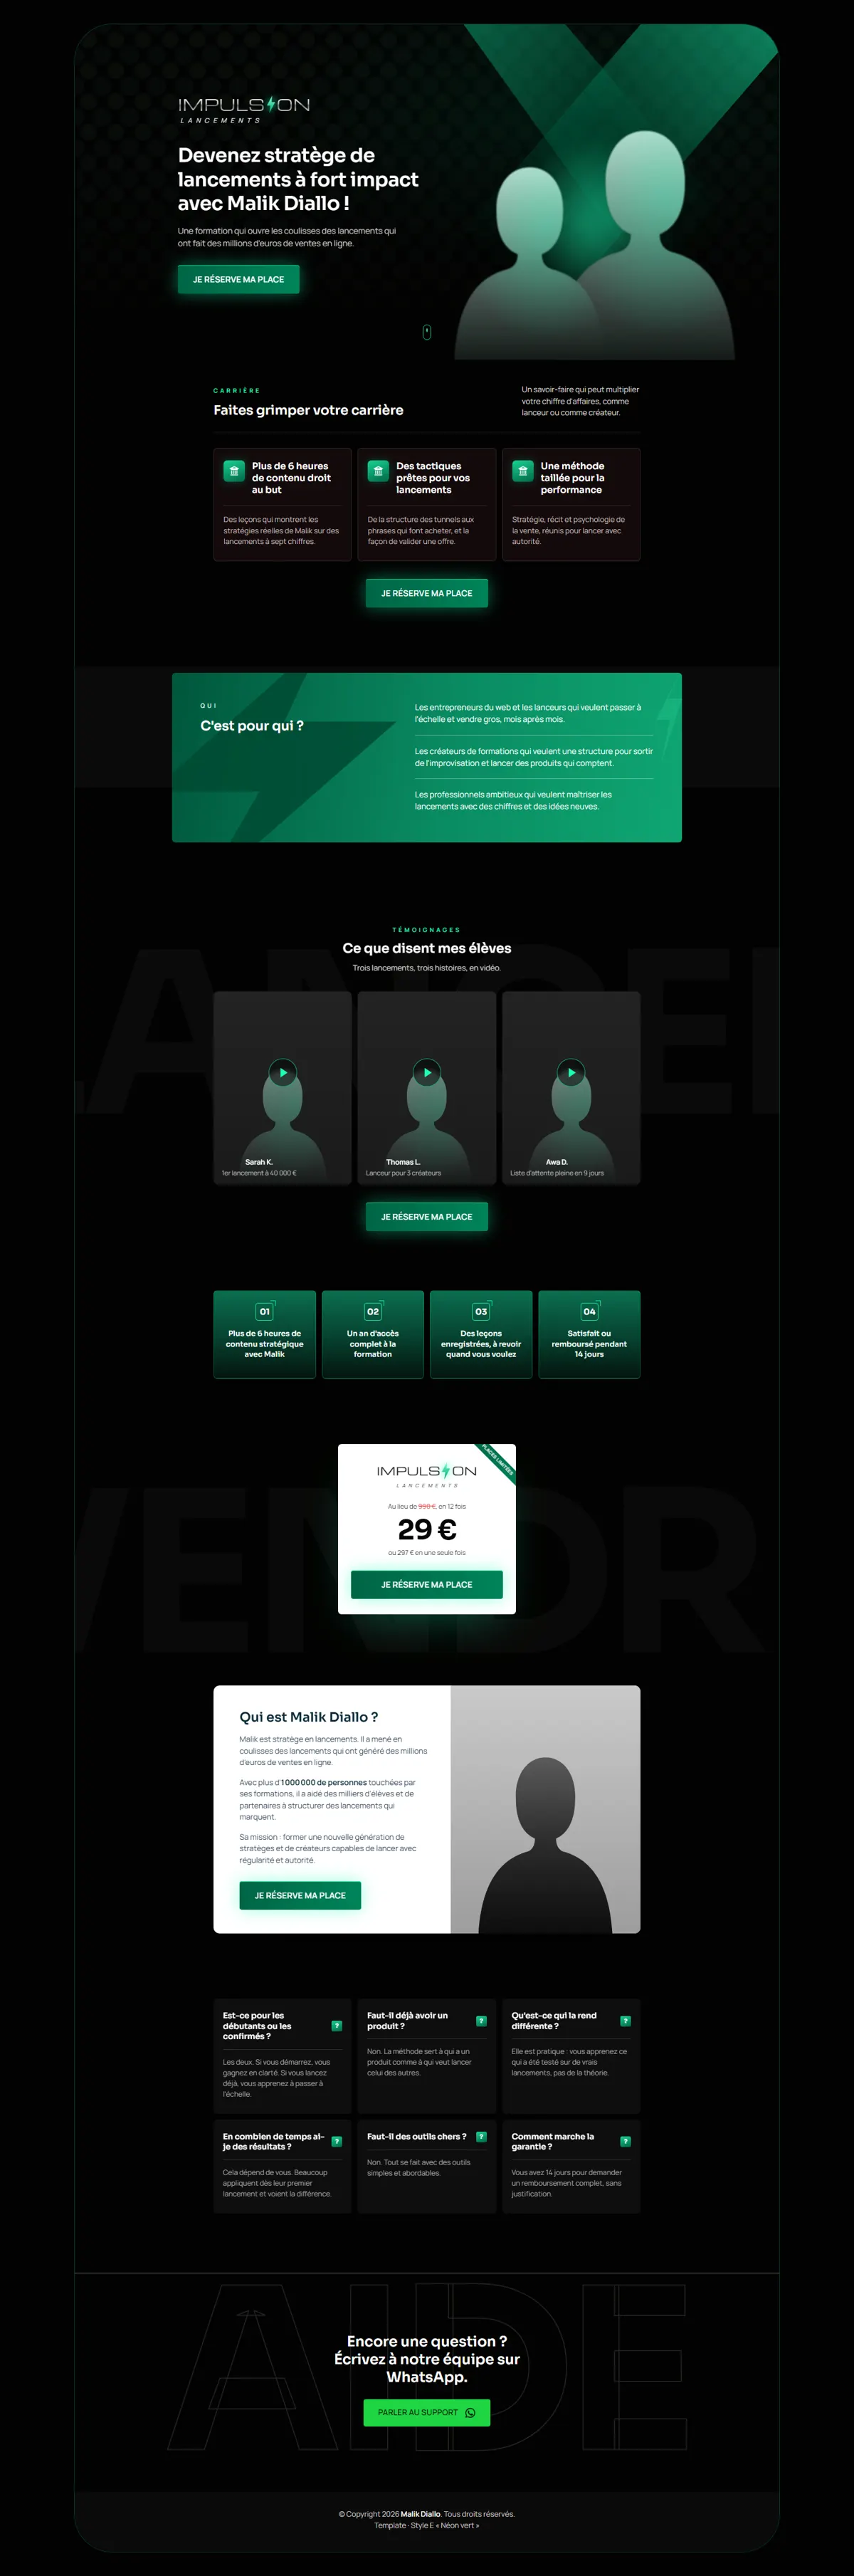 IMPULSION
LANCEMENTS
Devenez stratège de
lancements à fort impact
avec Malik Diallo !
Une formation qui ouvre les coulisses des lancements qui
ont fait des millions d'euros de ventes en ligne.
JE RÉSERVE MA PLACE
CARRIÈRE
Faites grimper votre carrière
Un savoir-faire qui peut multiplier
votre chiffre d'affaires, comme
lanceur ou comme créateur.
Plus de 6 heures
de contenu droit
au but
Des leçons qui montrent les
stratégies réelles de Malik sur des
lancements à sept chiffres.
Des tactiques
prêtes pour vos
lancements
De la structure des tunnels aux
phrases qui font acheter, et la
façon de valider une offre.
Une méthode
taillée pour la
performance
Stratégie, récit et psychologie de
la vente, réunis pour lancer avec
autorité.
JE RÉSERVE MA PLACE
QUI
C'est pour qui ?
Les entrepreneurs du web et les lanceurs qui veulent passer à
l'échelle et vendre gros, mois après mois.
Les créateurs de formations qui veulent une structure pour sortir
de l'improvisation et lancer des produits qui comptent.
Les professionnels ambitieux qui veulent maîtriser les
lancements avec des chiffres et des idées neuves.
LANCER
TÉMOIGNAGES
Ce que disent mes élèves
Trois lancements, trois histoires, en vidéo.
Sarah K.
1er lancement à 40 000 €
Thomas L.
Lanceur pour 3 créateurs
Awa D.
Liste d'attente pleine en 9 jours
JE RÉSERVE MA PLACE
01
Plus de 6 heures de
contenu stratégique
avec Malik
02
Un an d'accès
complet à la
formation
03
Des leçons
enregistrées, à revoir
quand vous voulez
04
Satisfait ou
remboursé pendant
14 jours
VENDR
PLACES LIMITÉES
IMPULSION
LANCEMENTS
Au lieu de 990 €, en 12 fois
29 €
ou 297 € en une seule fois
JE RÉSERVE MA PLACE
Qui est Malik Diallo ?
Malik est stratège en lancements. Il a mené en
coulisses des lancements qui ont généré des millions
d'euros de ventes en ligne.
Avec plus d'1 000 000 de personnes touchées par
ses formations, il a aidé des milliers d'élèves et de
partenaires à structurer des lancements qui
marquent.
Sa mission : former une nouvelle génération de
stratèges et de créateurs capables de lancer avec
régularité et autorité.
JE RÉSERVE MA PLACE
Est-ce pour les
débutants ou les
confirmés ?
?
Les deux. Si vous démarrez, vous
gagnez en clarté. Si vous lancez
déjà, vous apprenez à passer à
l'échelle.
Faut-il déjà avoir un
produit ?
?
Non. La méthode sert à qui a un
produit comme à qui veut lancer
celui des autres.
Qu'est-ce qui la rend
différente ?
?
Elle est pratique : vous apprenez ce
qui a été testé sur de vrais
lancements, pas de la théorie.
En combien de temps ai-
je des résultats ?
?
Cela dépend de vous. Beaucoup
appliquent dès leur premier
lancement et voient la différence.
Faut-il des outils chers ?
?
Non. Tout se fait avec des outils
simples et abordables.
Comment marche la
garantie ?
?
Vous avez 14 jours pour demander
un remboursement complet, sans
justification.
AIDE
Encore une question ?
Écrivez à notre équipe sur
WhatsApp.
PARLER AU SUPPORT
© Copyright 2026 Malik Diallo. Tous droits réservés.
Template · Style E « Néon vert »